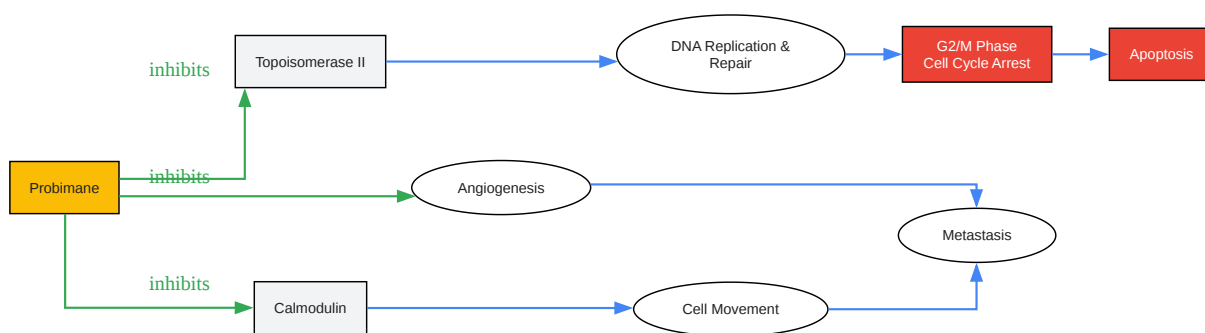 inhibits
Topoisomerase II
DNA Replication &
Repair
G2/M Phase
Cell Cycle Arrest
Apoptosis
Probimane
inhibits
Angiogenesis
Metastasis
inhibits
Calmodulin
Cell Movement